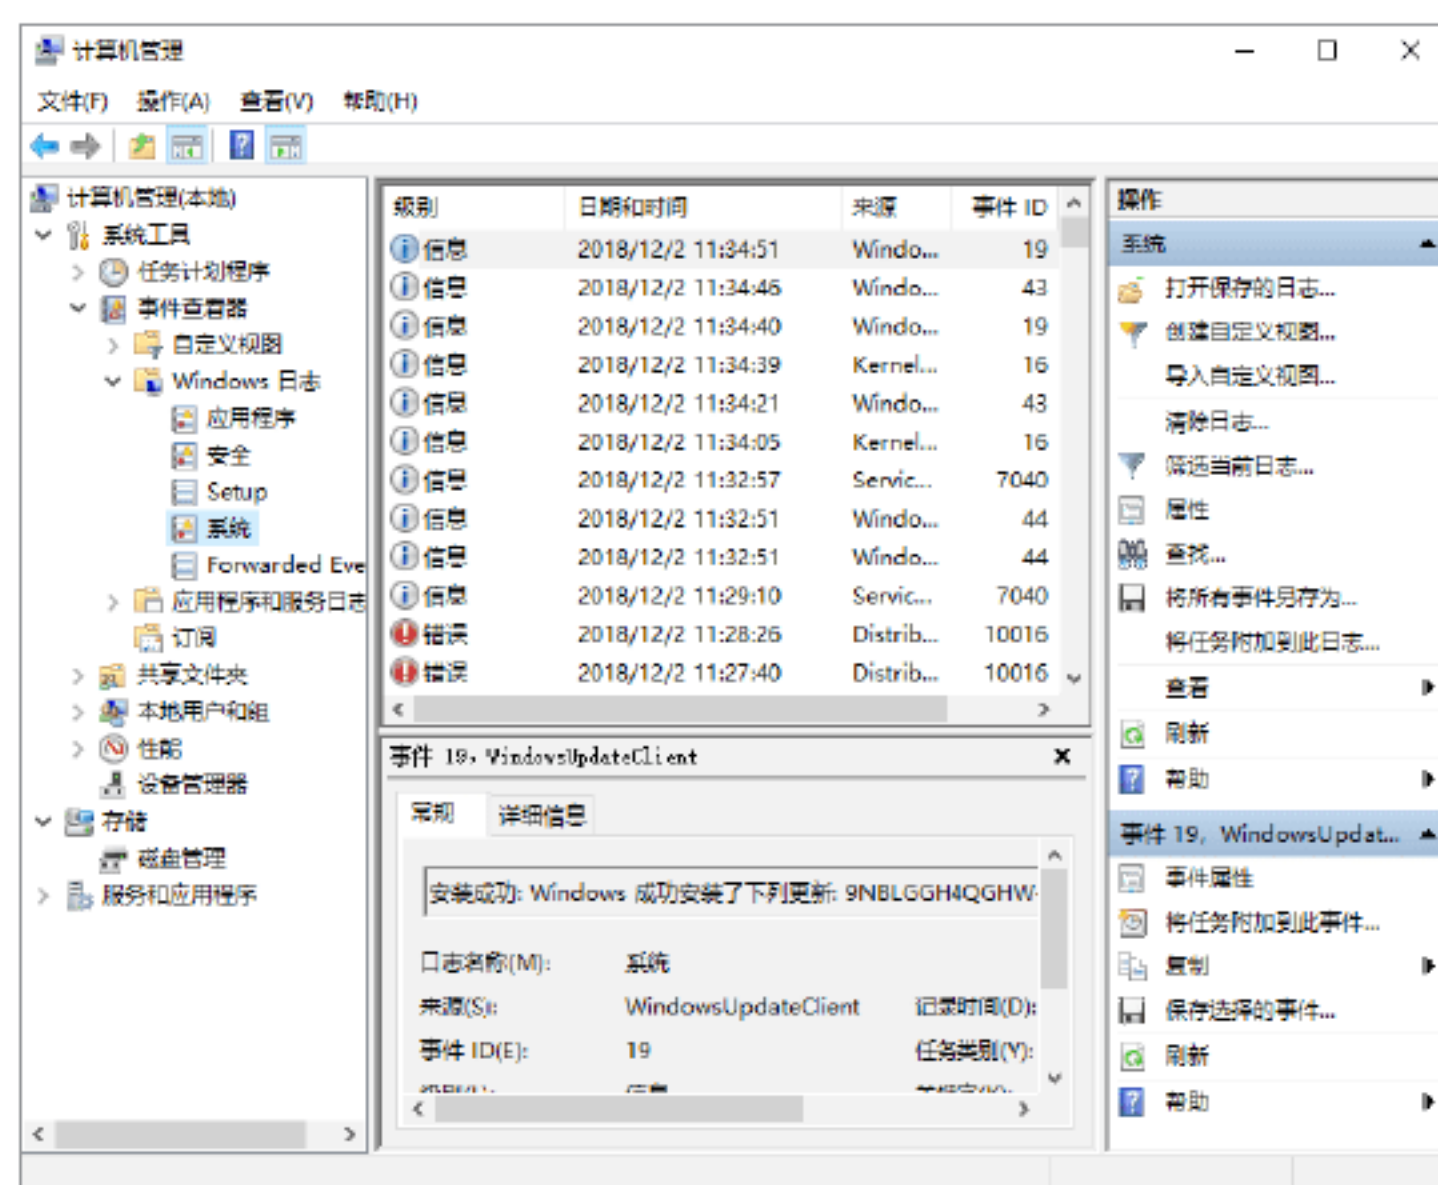 计算机管理
文件(F) 操作(A) 查看(V) 帮助(H)
计算机管理(本地)
系统工具
任务计划程序
事件查看器
自定义视图
Windows 日志
应用程序
安全
Setup
系统
Forwarded Eve
应用程序和服务日志
订阅
共享文件夹
本地用户和组
性能
设备管理器
存储
磁盘管理
服务和应用程序
级别 日期和时间 来源 事件 ID
信息 2018/12/2 11:34:51 Windo... 19
信息 2018/12/2 11:34:46 Windo... 43
信息 2018/12/2 11:34:40 Windo... 19
信息 2018/12/2 11:34:39 Kernel... 16
信息 2018/12/2 11:34:21 Windo... 43
信息 2018/12/2 11:34:05 Kernel... 16
信息 2018/12/2 11:32:57 Servic... 7040
信息 2018/12/2 11:32:51 Windo... 44
信息 2018/12/2 11:32:51 Windo... 44
信息 2018/12/2 11:29:10 Servic... 7040
错误 2018/12/2 11:28:26 Distrib... 10016
错误 2018/12/2 11:27:40 Distrib... 10016
事件 19，WindowsUpdateClient
常规 详细信息
安装成功: Windows 成功安装了下列更新: 9NBLGGH4QGHW-
日志名称(M): 系统
来源(S): WindowsUpdateClient 记录时间(D):
事件 ID(E): 19 任务类别(Y):
级别(L): 信息 关键字(K):
操作
系统
打开保存的日志...
创建自定义视图...
导入自定义视图...
清除日志...
筛选当前日志...
属性
查找...
将所有事件另存为...
将任务附加到此日志...
查看
刷新
帮助
事件 19，WindowsUpdat...
事件属性
将任务附加到此事件...
复制
保存选择的事件...
刷新
帮助